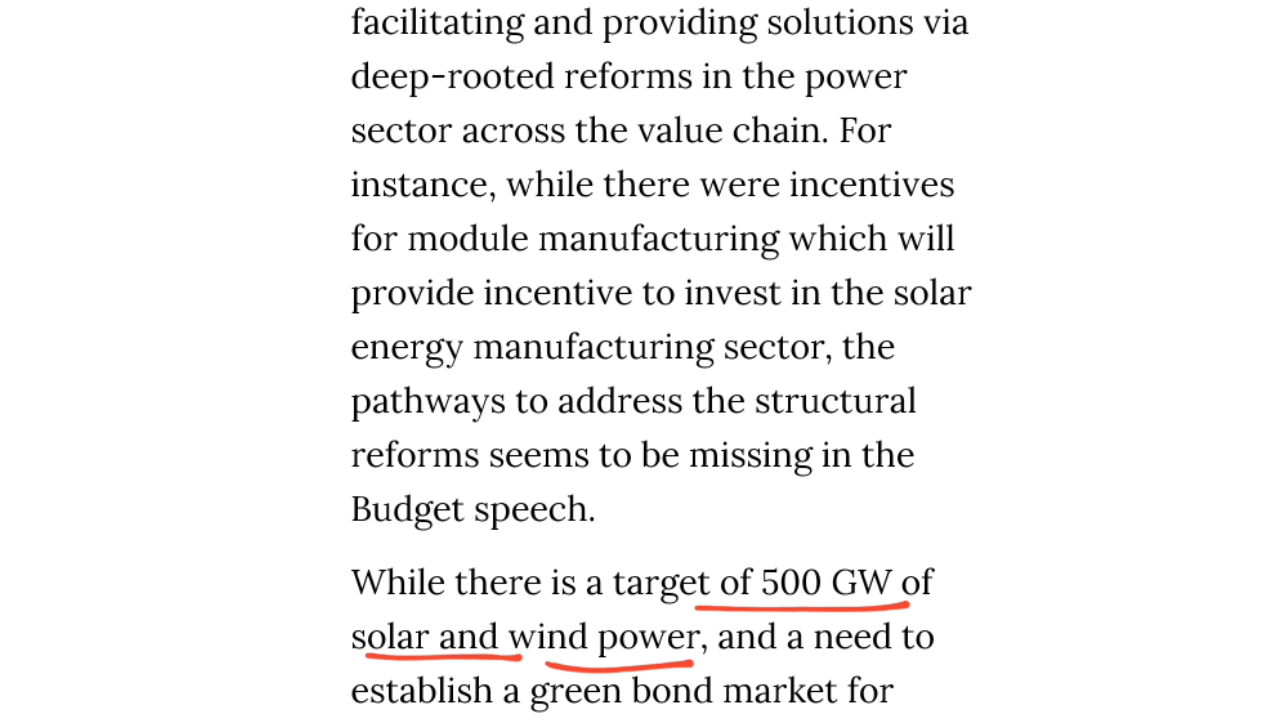 facilitating and providing solutions via
deep-rooted reforms in the power
sector across the value chain. For
instance, while there were incentives
for module manufacturing which will
provide incentive to invest in the solar
energy manufacturing sector, the
pathways to address the structural
reforms seems to be missing in the
Budget speech.
While there is a target of 500 GW of
solar and wind power, and a need to
establish a green bond market for